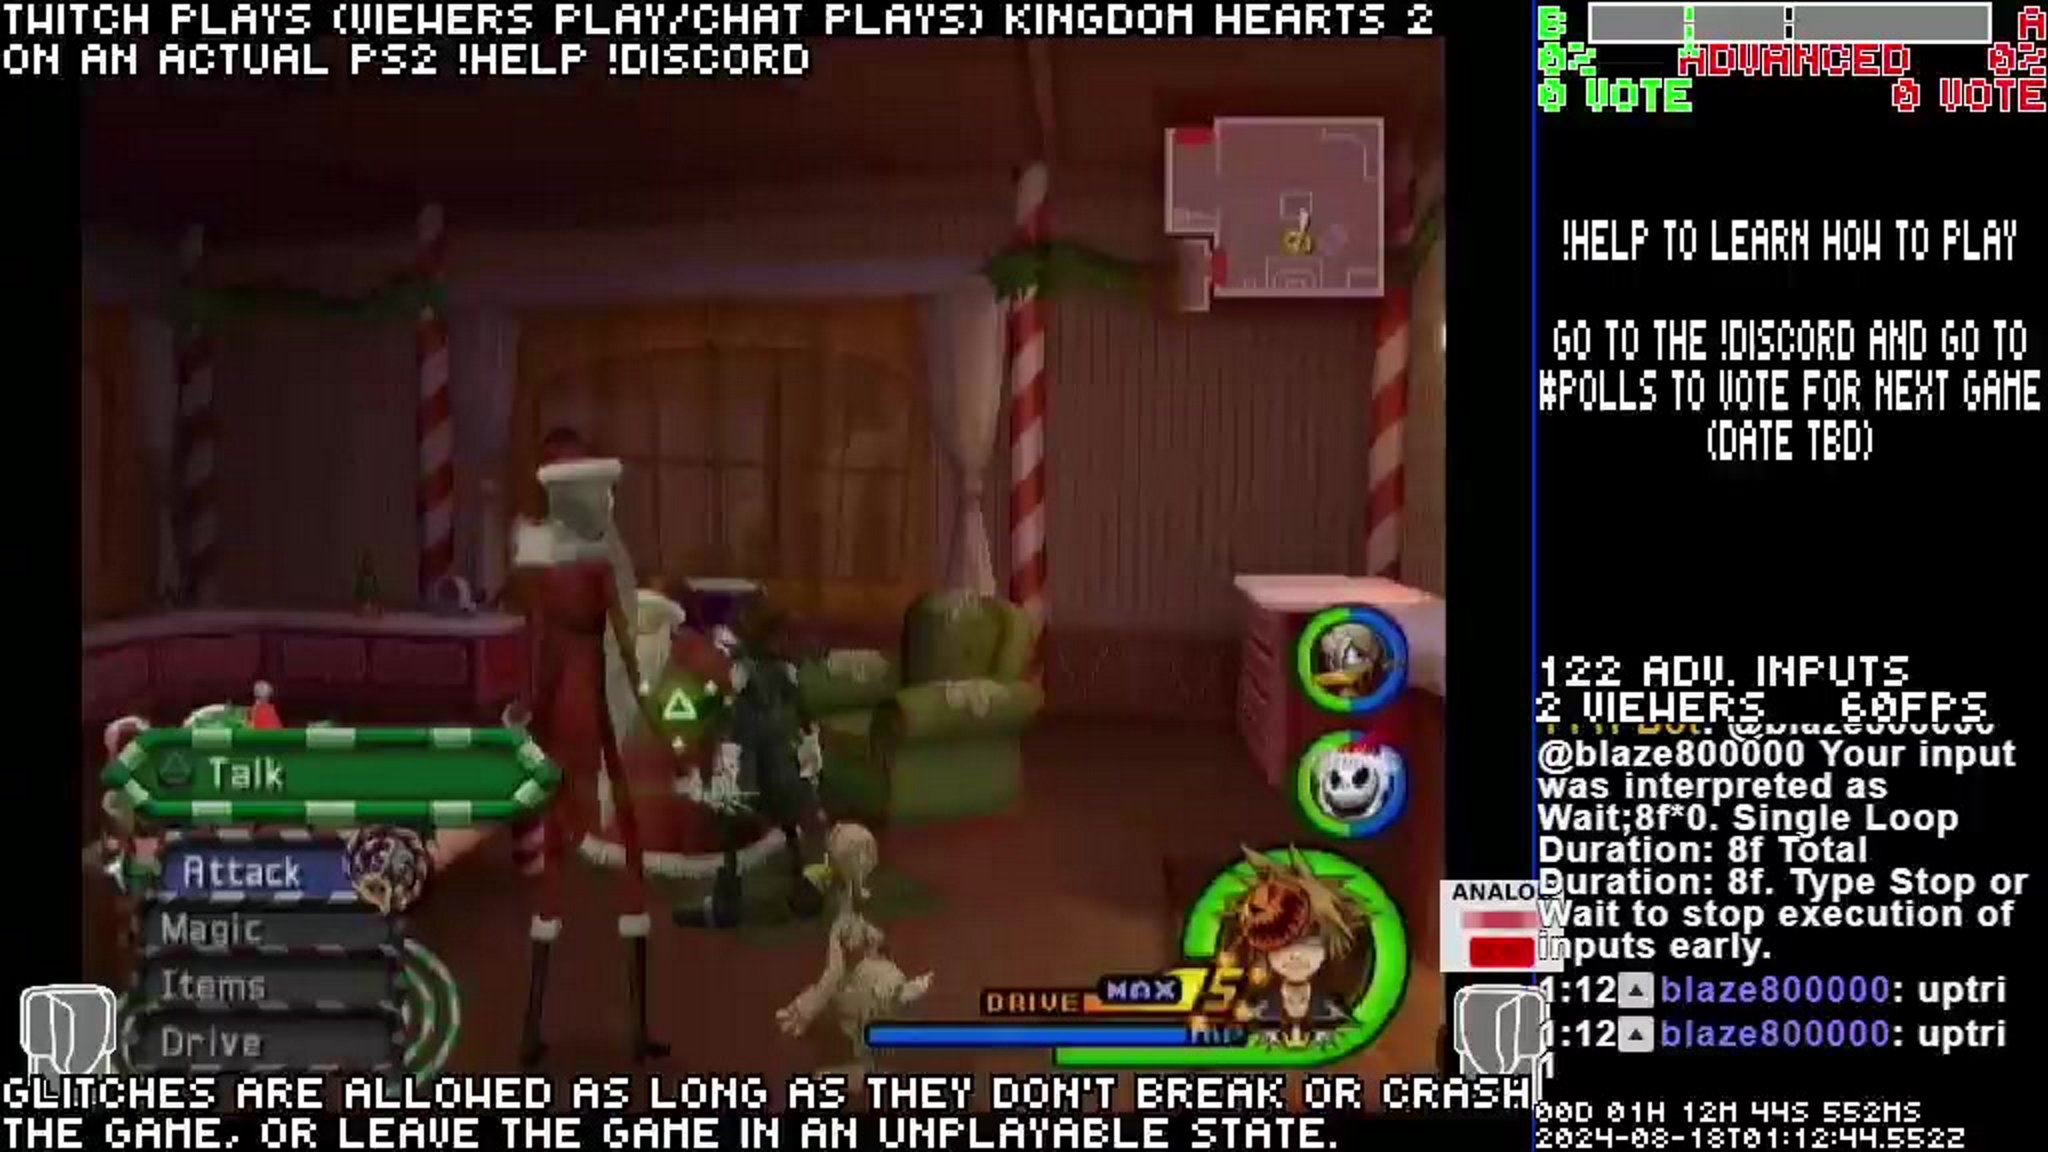 TWITCH PLAYS (VIEWERS PLAY/CHAT PLAYS) KINGDOM HEARTS 2
ON AN ACTUAL PS2 !HELP !DISCORD
B A
0% ADVANCED 0%
0 VOTE 0 VOTE
!HELP TO LEARN HOW TO PLAY
GO TO THE !DISCORD AND GO TO
#POLLS TO VOTE FOR NEXT GAME
(DATE TBD)
122 ADV. INPUTS
2 VIEWERS 60FPS
@blaze800000
@blaze800000 Your input
was interpreted as
Wait;8f*0. Single Loop
Duration: 8f Total
Duration: 8f. Type Stop or
Wait to stop execution of
inputs early.
1:12 blaze800000: uptri
1:12 blaze800000: uptri
1
00D 01H 12M 44S 552MS
2024-08-18T01:12:44.552Z
Talk
Attack
Magic
Items
Drive
DRIVE MAX 5
MP
ANALO
GLITCHES ARE ALLOWED AS LONG AS THEY DON'T BREAK OR CRASH
THE GAME, OR LEAVE THE GAME IN AN UNPLAYABLE STATE.